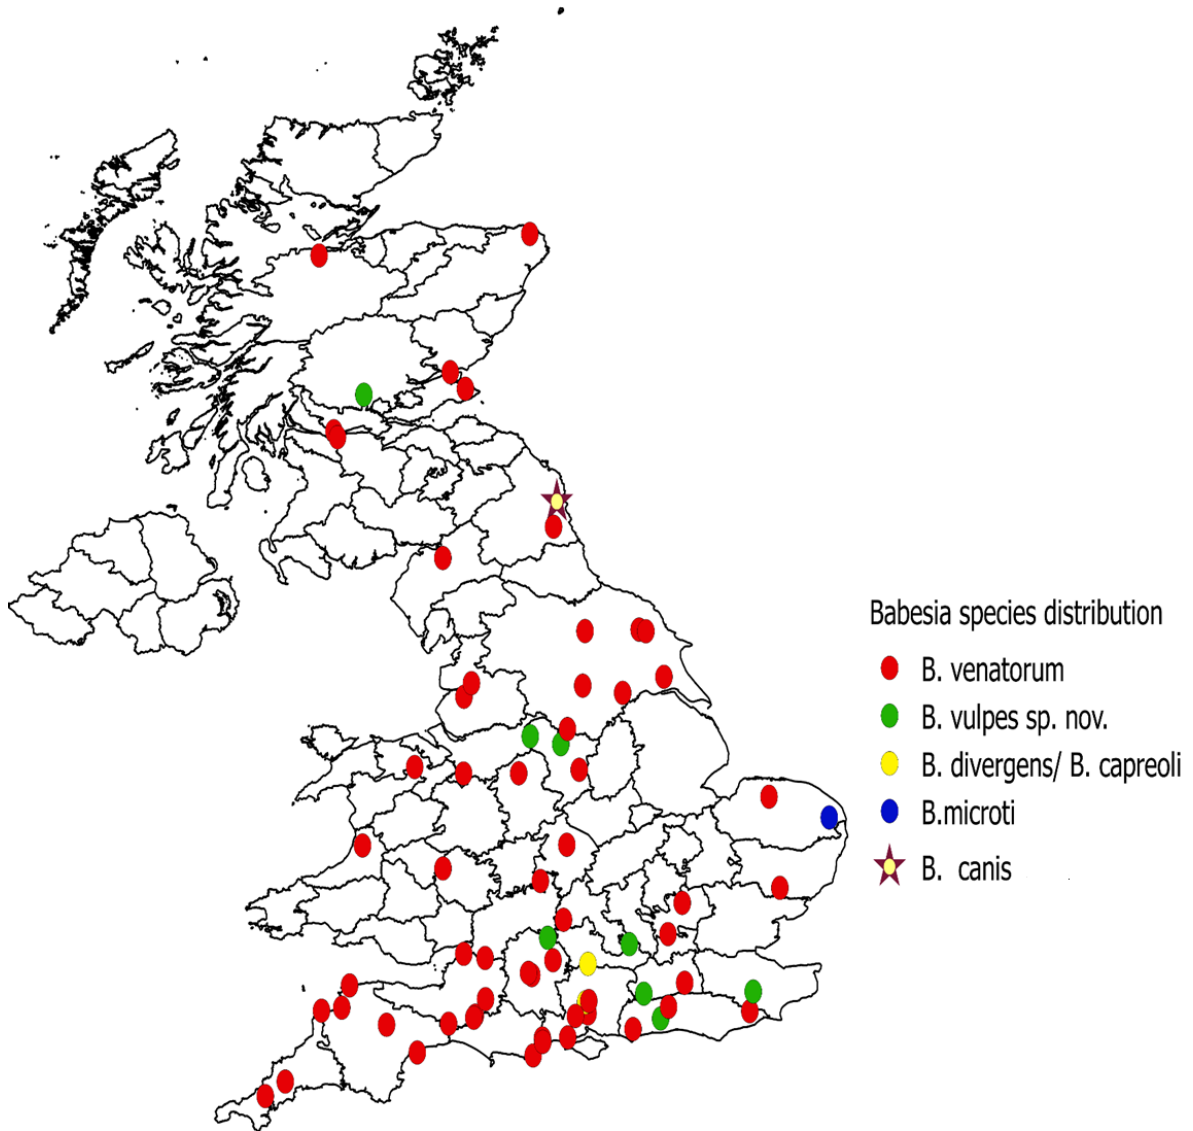 Babesia species distribution
B. venatorum
B. vulpes sp. nov.
B. divergens/ B. capreoli
B.microti
B. canis